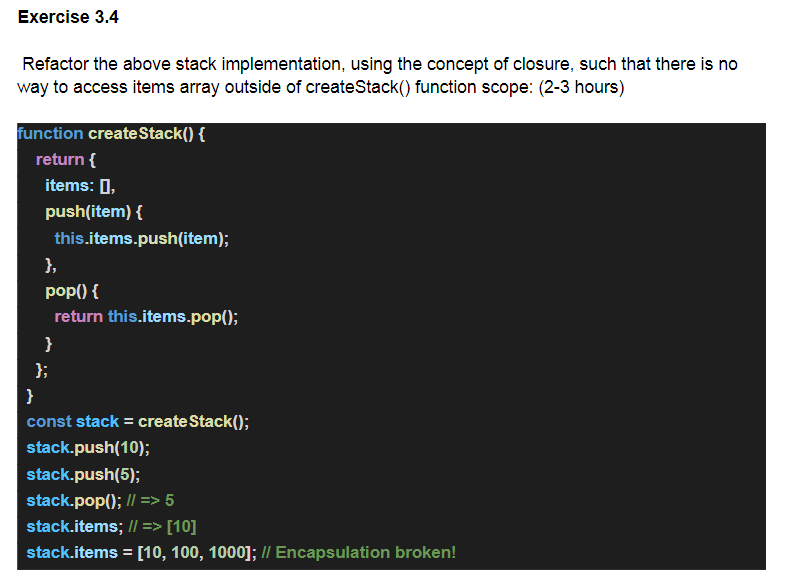 Exercise 3.4
Refactor the above stack implementation, using the concept of closure, such that there is no
way to access items array outside of createStack() function scope: (2-3 hours)
function createStack() {
return {
items: [],
push(item) {
this.items.push(item);
},
pop() {
return this.items.pop();
}
};
}
const stack = createStack();
stack.push(10);
stack.push(5);
stack.pop(); // => 5
stack.items; // => [10]
stack.items = [10, 100, 1000]; // Encapsulation broken!